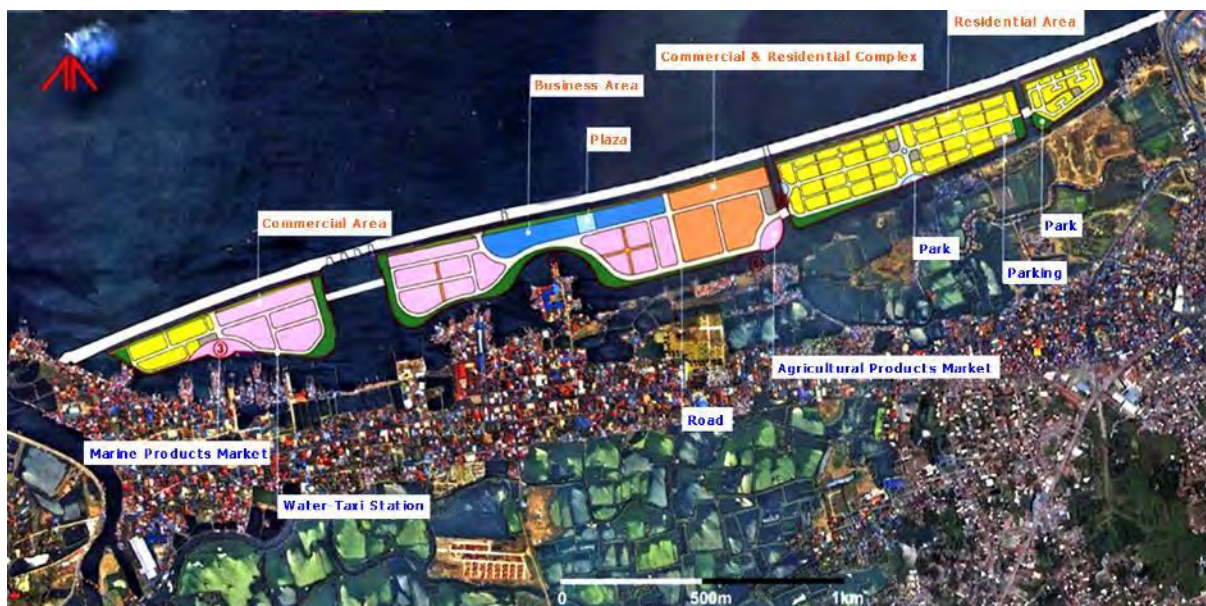 N
Residential Area
Commercial & Residential Complex
Business Area
Plaza
Commercial Area
Park
Park
Parking
3
Agricultural Products Market
Road
Marine Products Market
Water-Taxi Station
0
500m
1km